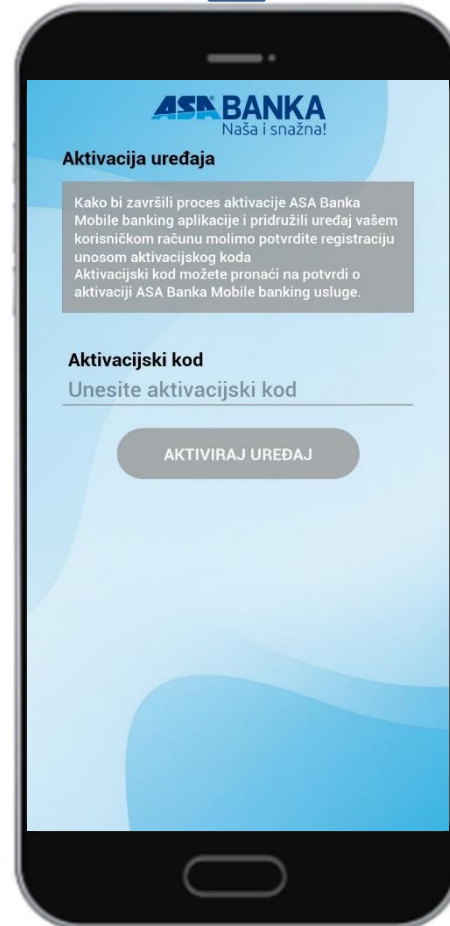 ASA BANKA
Naša i snažna!
Aktivacija uređaja
Kako bi završili proces aktivacije ASA Banka
Mobile banking aplikacije i pridružili uređaj vašem
korisničkom računu molimo potvrdite registraciju
unosom aktivacijskog koda
Aktivacijski kod možete pronaći na potvrdi o
aktivaciji ASA Banka Mobile banking usluge.
Aktivacijski kod
Unesite aktivacijski kod
AKTIVIRAJ UREĐAJ